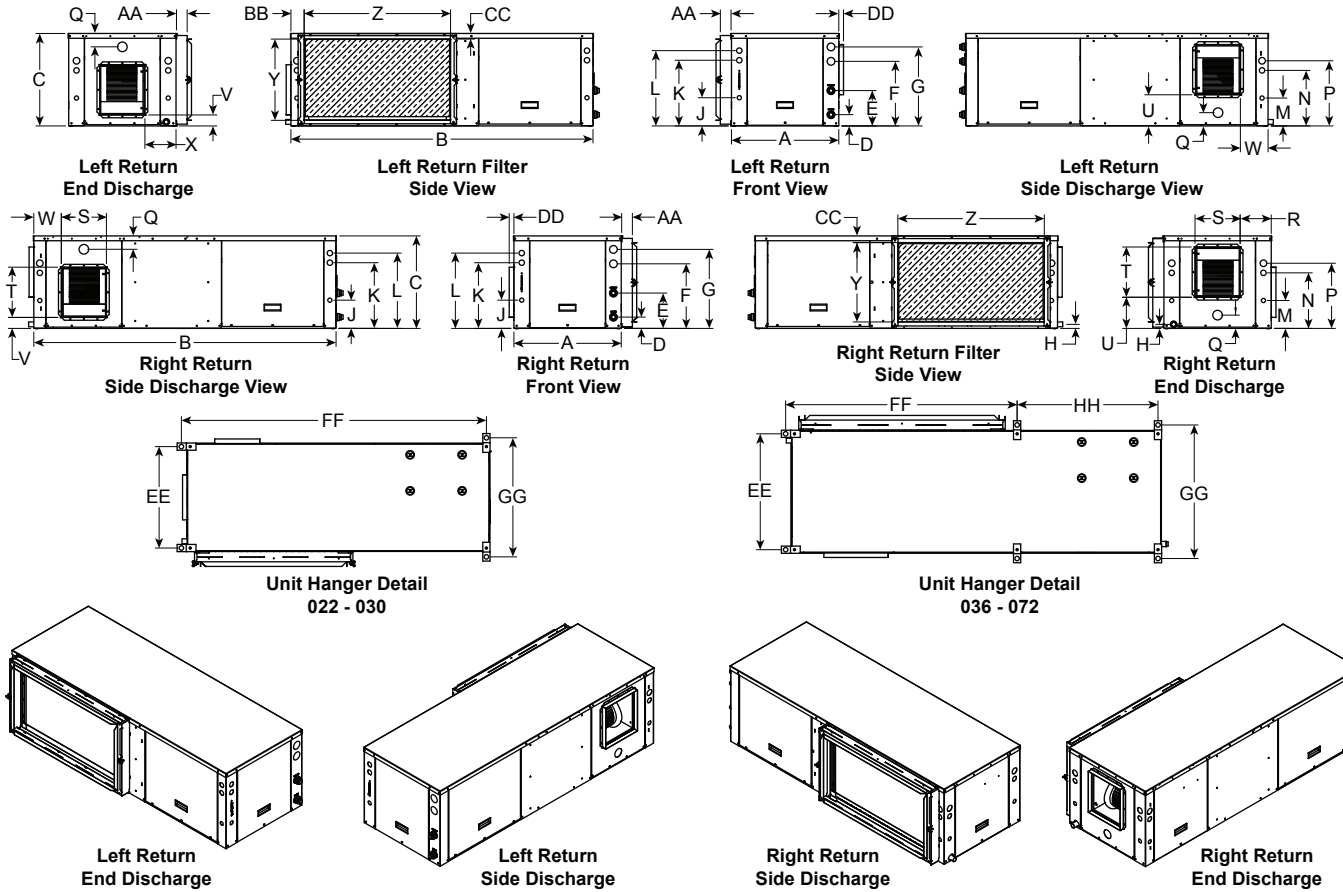 Q AA BB Z CC AA DD
C Y L K J G F E D P N M
V X B A U Q W
Left Return
End Discharge
Left Return Filter
Side View
Left Return
Front View
Left Return
Side Discharge View
W S Q DD AA CC Z S R
T V C L K J L K J G F E D Y H T U H P N M
B A Q
Right Return
Side Discharge View
Right Return
Front View
Right Return Filter
Side View
Right Return
End Discharge
FF FF HH
EE GG EE GG
Unit Hanger Detail
022 - 030
Unit Hanger Detail
036 - 072
Left Return
End Discharge
Left Return
Side Discharge
Right Return
Side Discharge
Right Return
End Discharge